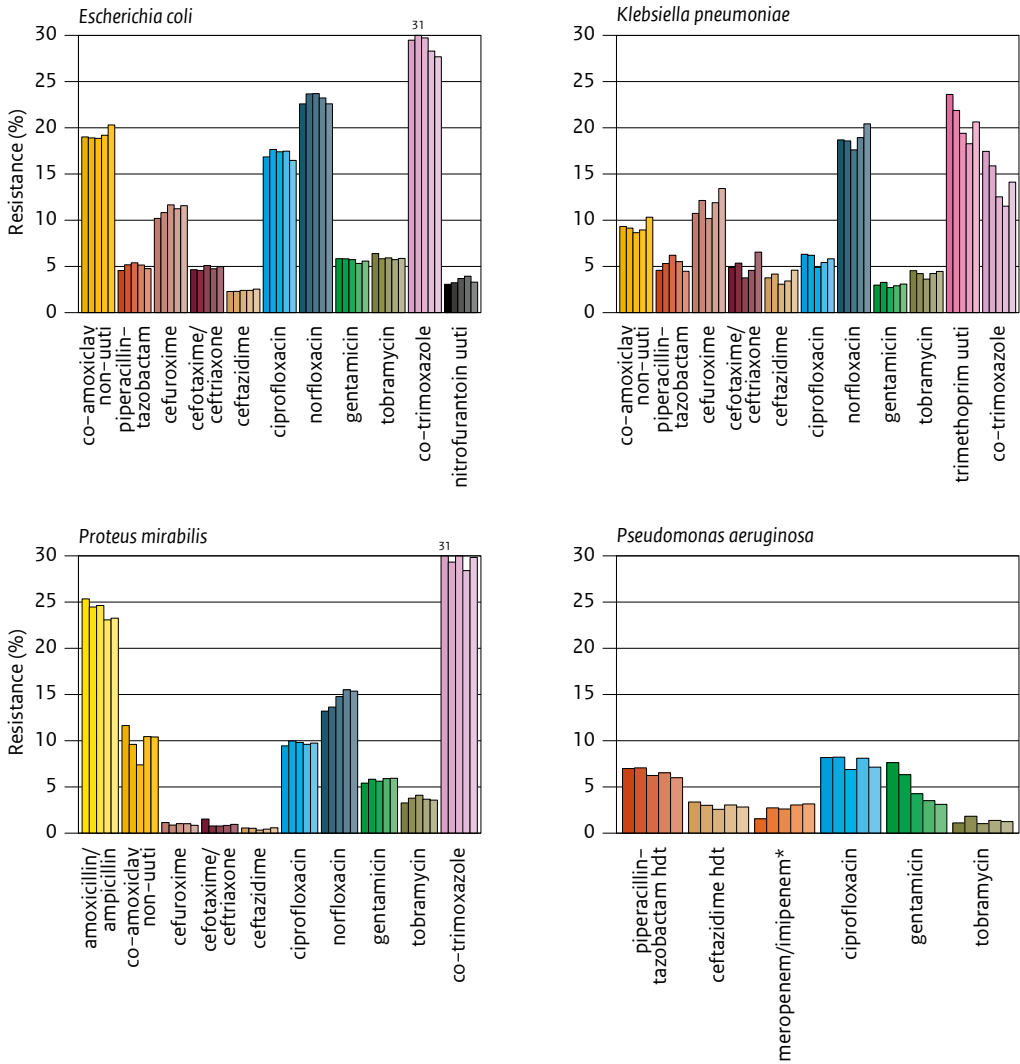 Escherichia coli
31
30
25
20
15
10
5
0
Resistance (%)
co-amoxiclav
non-uuti
piperacillin-
tazobactam
cefuroxime
cefotaxime/
ceftriaxone
ceftazidime
ciprofloxacin
norfloxacin
gentamicin
tobramycin
co-trimoxazole
nitrofurantoin uuti
Klebsiella pneumoniae
30
25
20
15
10
5
0
co-amoxiclav
non-uuti
piperacillin-
tazobactam
cefuroxime
cefotaxime/
ceftriaxone
ceftazidime
ciprofloxacin
norfloxacin
gentamicin
tobramycin
trimethoprim uuti
co-trimoxazole
Proteus mirabilis
31
30
25
20
15
10
5
0
Resistance (%)
amoxicillin/
ampicillin
co-amoxiclav
non-uuti
cefuroxime
cefotaxime/
ceftriaxone
ceftazidime
ciprofloxacin
norfloxacin
gentamicin
tobramycin
co-trimoxazole
Pseudomonas aeruginosa
30
25
20
15
10
5
0
piperacillin-
tazobactam hdt
ceftazidime hdt
meropenem/imipenem*
ciprofloxacin
gentamicin
tobramycin